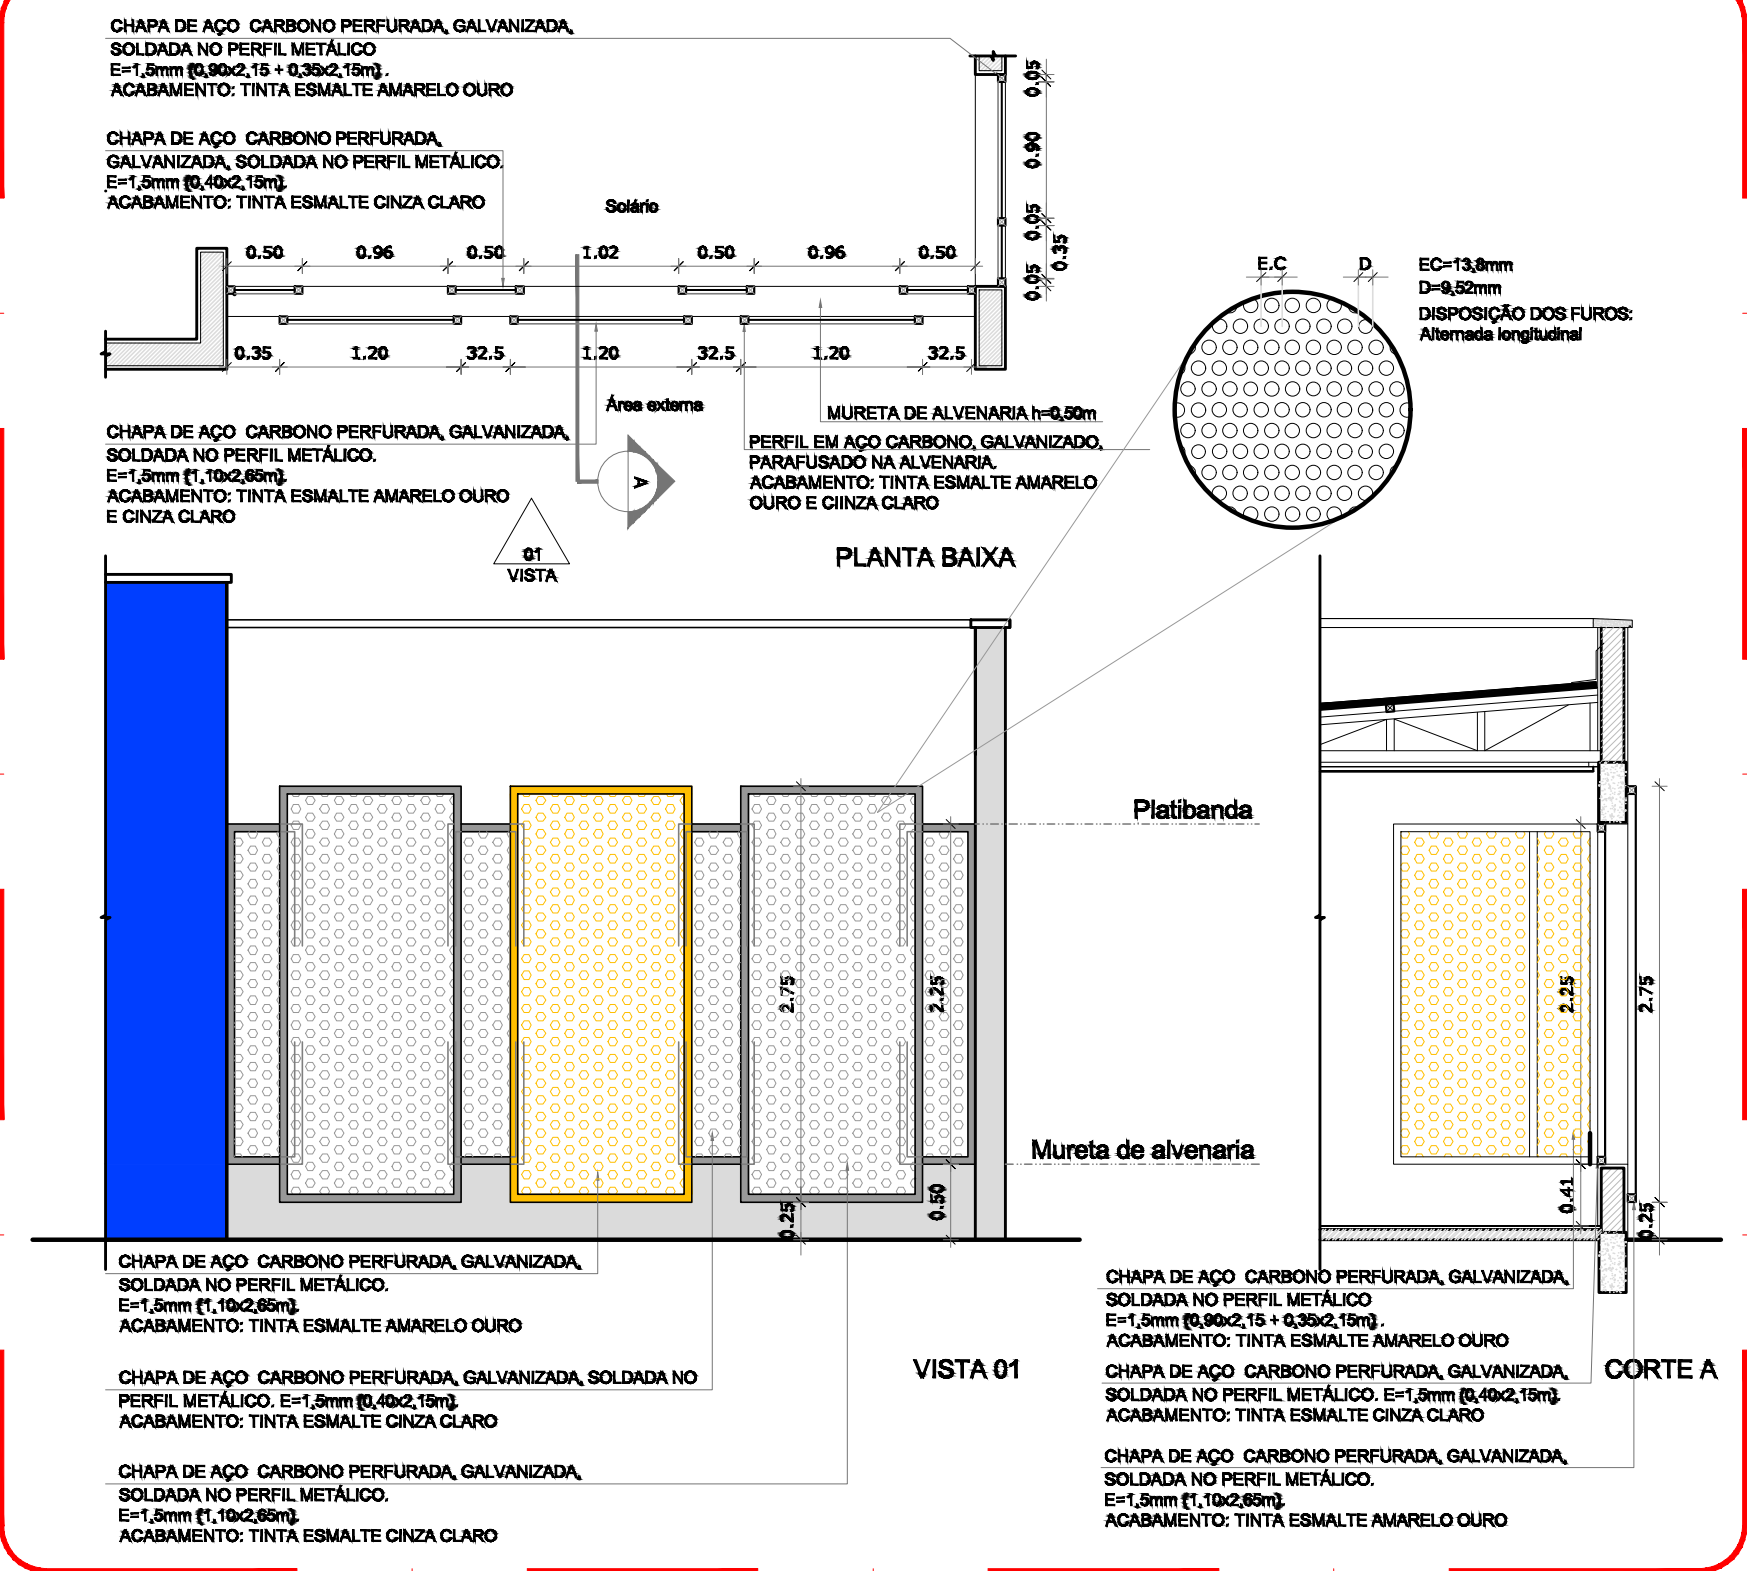 CHAPA DE AÇO CARBONO PERFURADA, GALVANIZADA,
SOLDADA NO PERFIL METÁLICO
E=1,5mm [0,90x2,15 + 0,35x2,15m] .
ACABAMENTO: TINTA ESMALTE AMARELO OURO
CHAPA DE AÇO CARBONO PERFURADA,
GALVANIZADA, SOLDADA NO PERFIL METÁLICO.
E=1,5mm [0,40x2,15m].
ACABAMENTO: TINTA ESMALTE CINZA CLARO
Solário
0.05
0.90
0.05
0.35
0.05
0.50 0.96 0.50 1.02 0.50 0.96 0.50
0.35 1.20 32.5 1.20 32.5 1.20 32.5
Área externa
MURETA DE ALVENARIA h=0,50m
CHAPA DE AÇO CARBONO PERFURADA, GALVANIZADA,
SOLDADA NO PERFIL METÁLICO.
E=1,5mm [1,10x2,65m].
ACABAMENTO: TINTA ESMALTE AMARELO OURO
E CINZA CLARO
PERFIL EM AÇO CARBONO, GALVANIZADO,
PARAFUSADO NA ALVENARIA.
ACABAMENTO: TINTA ESMALTE AMARELO
OURO E CIINZA CLARO
A
01
VISTA
PLANTA BAIXA
E.C D
EC=13,8mm
D=9,52mm
DISPOSIÇÃO DOS FUROS:
Alternada longitudinal
Platibanda
Mureta de alvenaria
2.75
2.25
0.25
0.50
2.25
2.75
0.41
0.25
CHAPA DE AÇO CARBONO PERFURADA, GALVANIZADA,
SOLDADA NO PERFIL METÁLICO.
E=1,5mm [1,10x2,65m].
ACABAMENTO: TINTA ESMALTE AMARELO OURO
CHAPA DE AÇO CARBONO PERFURADA, GALVANIZADA, SOLDADA NO
PERFIL METÁLICO. E=1,5mm [0,40x2,15m].
ACABAMENTO: TINTA ESMALTE CINZA CLARO
CHAPA DE AÇO CARBONO PERFURADA, GALVANIZADA,
SOLDADA NO PERFIL METÁLICO.
E=1,5mm [1,10x2,65m].
ACABAMENTO: TINTA ESMALTE CINZA CLARO
VISTA 01
CHAPA DE AÇO CARBONO PERFURADA, GALVANIZADA,
SOLDADA NO PERFIL METÁLICO
E=1,5mm [0,90x2,15 + 0,35x2,15m] .
ACABAMENTO: TINTA ESMALTE AMARELO OURO
CHAPA DE AÇO CARBONO PERFURADA, GALVANIZADA,
SOLDADA NO PERFIL METÁLICO. E=1,5mm [0,40x2,15m].
ACABAMENTO: TINTA ESMALTE CINZA CLARO
CHAPA DE AÇO CARBONO PERFURADA, GALVANIZADA,
SOLDADA NO PERFIL METÁLICO.
E=1,5mm [1,10x2,65m].
ACABAMENTO: TINTA ESMALTE AMARELO OURO
CORTE A